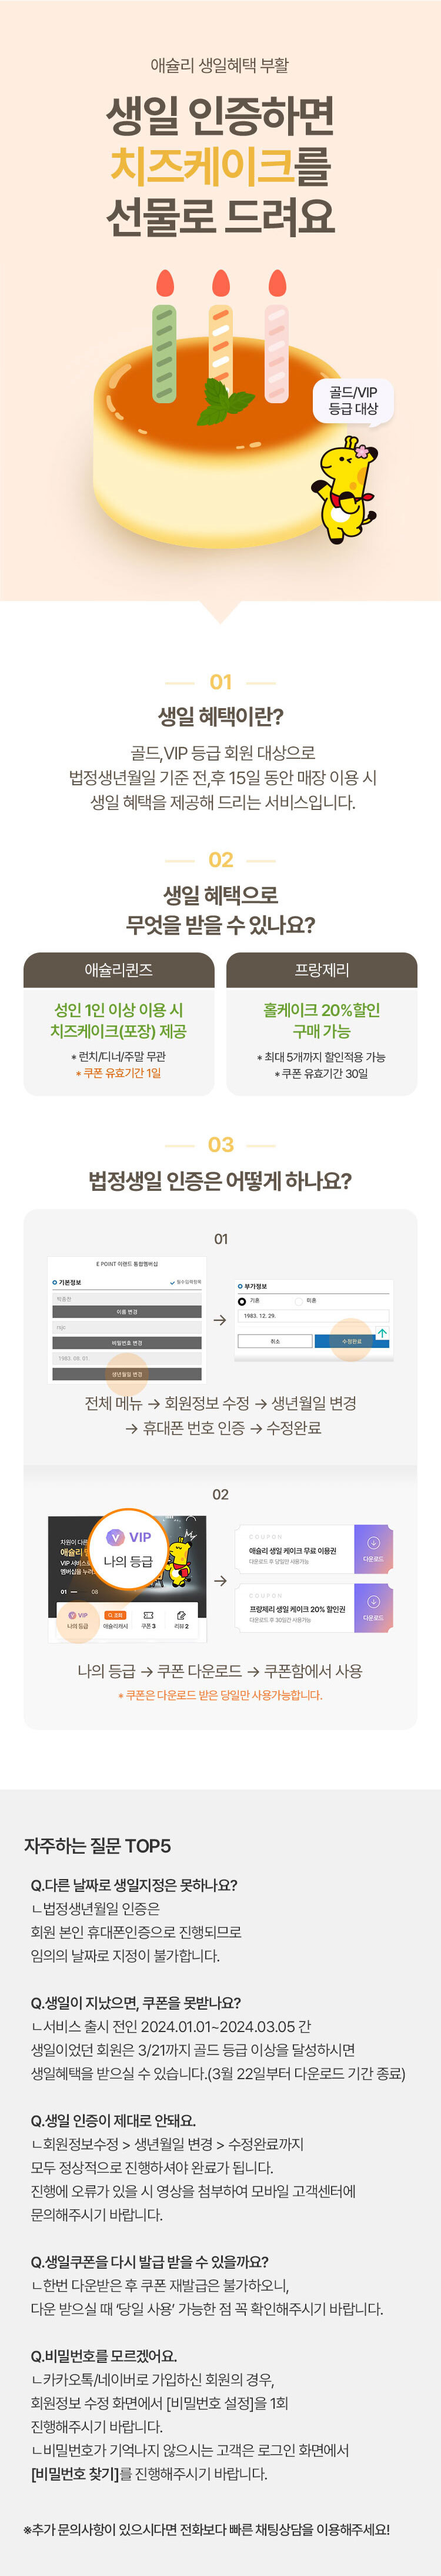 애슐리 생일혜택 부활
생일 인증하면
치즈케이크를
선물로 드려요
골드/VIP
등급 대상
01
생일 혜택이란?
골드,VIP 등급 회원 대상으로
법정생년월일 기준 전,후 15일 동안 매장 이용 시
생일 혜택을 제공해 드리는 서비스입니다.
02
생일 혜택으로
무엇을 받을 수 있나요?
애슐리퀸즈
성인 1인 이상 이용 시
치즈케이크(포장) 제공
* 런치/디너/주말 무관
* 쿠폰 유효기간 1일
프랑제리
홀케이크 20%할인
구매 가능
* 최대 5개까지 할인적용 가능
* 쿠폰 유효기간 30일
03
법정생일 인증은 어떻게 하나요?
01
E POINT 이랜드 통합멤버십
기본정보
필수입력항목
이름 변경
비밀번호 변경
1983. 08. 01
생년월일 변경
→
부가정보
기혼
미혼
1983. 12. 29.
취소
수정완료
전체 메뉴 → 회원정보 수정 → 생년월일 변경
→ 휴대폰 번호 인증 → 수정완료
02
차원이 다른
애슐리
VIP 서비스
멤버십을 누려
01
08
VIP
나의 등급
VIP
나의 등급
조회
애슐리캐시
쿠폰 3
리뷰 2
→
COUPON
애슐리 생일 케이크 무료 이용권
다운로드 후 당일만 사용가능
다운로드
COUPON
프랑제리 생일 케이크 20% 할인권
다운로드 후 30일간 사용가능
다운로드
나의 등급 → 쿠폰 다운로드 → 쿠폰함에서 사용
* 쿠폰은 다운로드 받은 당일만 사용가능합니다.
자주하는 질문 TOP5
Q.다른 날짜로 생일지정은 못하나요?
ㄴ법정생년월일 인증은
회원 본인 휴대폰인증으로 진행되므로
임의의 날짜로 지정이 불가합니다.
Q.생일이 지났으면, 쿠폰을 못받나요?
ㄴ서비스 출시 전인 2024.01.01~2024.03.05 간
생일이었던 회원은 3/21까지 골드 등급 이상을 달성하시면
생일혜택을 받으실 수 있습니다.(3월 22일부터 다운로드 기간 종료)
Q.생일 인증이 제대로 안돼요.
ㄴ회원정보수정 > 생년월일 변경 > 수정완료까지
모두 정상적으로 진행하셔야 완료가 됩니다.
진행에 오류가 있을 시 영상을 첨부하여 모바일 고객센터에
문의해주시기 바랍니다.
Q.생일쿠폰을 다시 발급 받을 수 있을까요?
ㄴ한번 다운받은 후 쿠폰 재발급은 불가하오니,
다운 받으실 때 '당일 사용' 가능한 점 꼭 확인해주시기 바랍니다.
Q.비밀번호를 모르겠어요.
ㄴ카카오톡/네이버로 가입하신 회원의 경우,
회원정보 수정 화면에서 [비밀번호 설정]을 1회
진행해주시기 바랍니다.
ㄴ비밀번호가 기억나지 않으시는 고객은 로그인 화면에서
[비밀번호 찾기]를 진행해주시기 바랍니다.
※추가 문의사항이 있으시다면 전화보다 빠른 채팅상담을 이용해주세요!